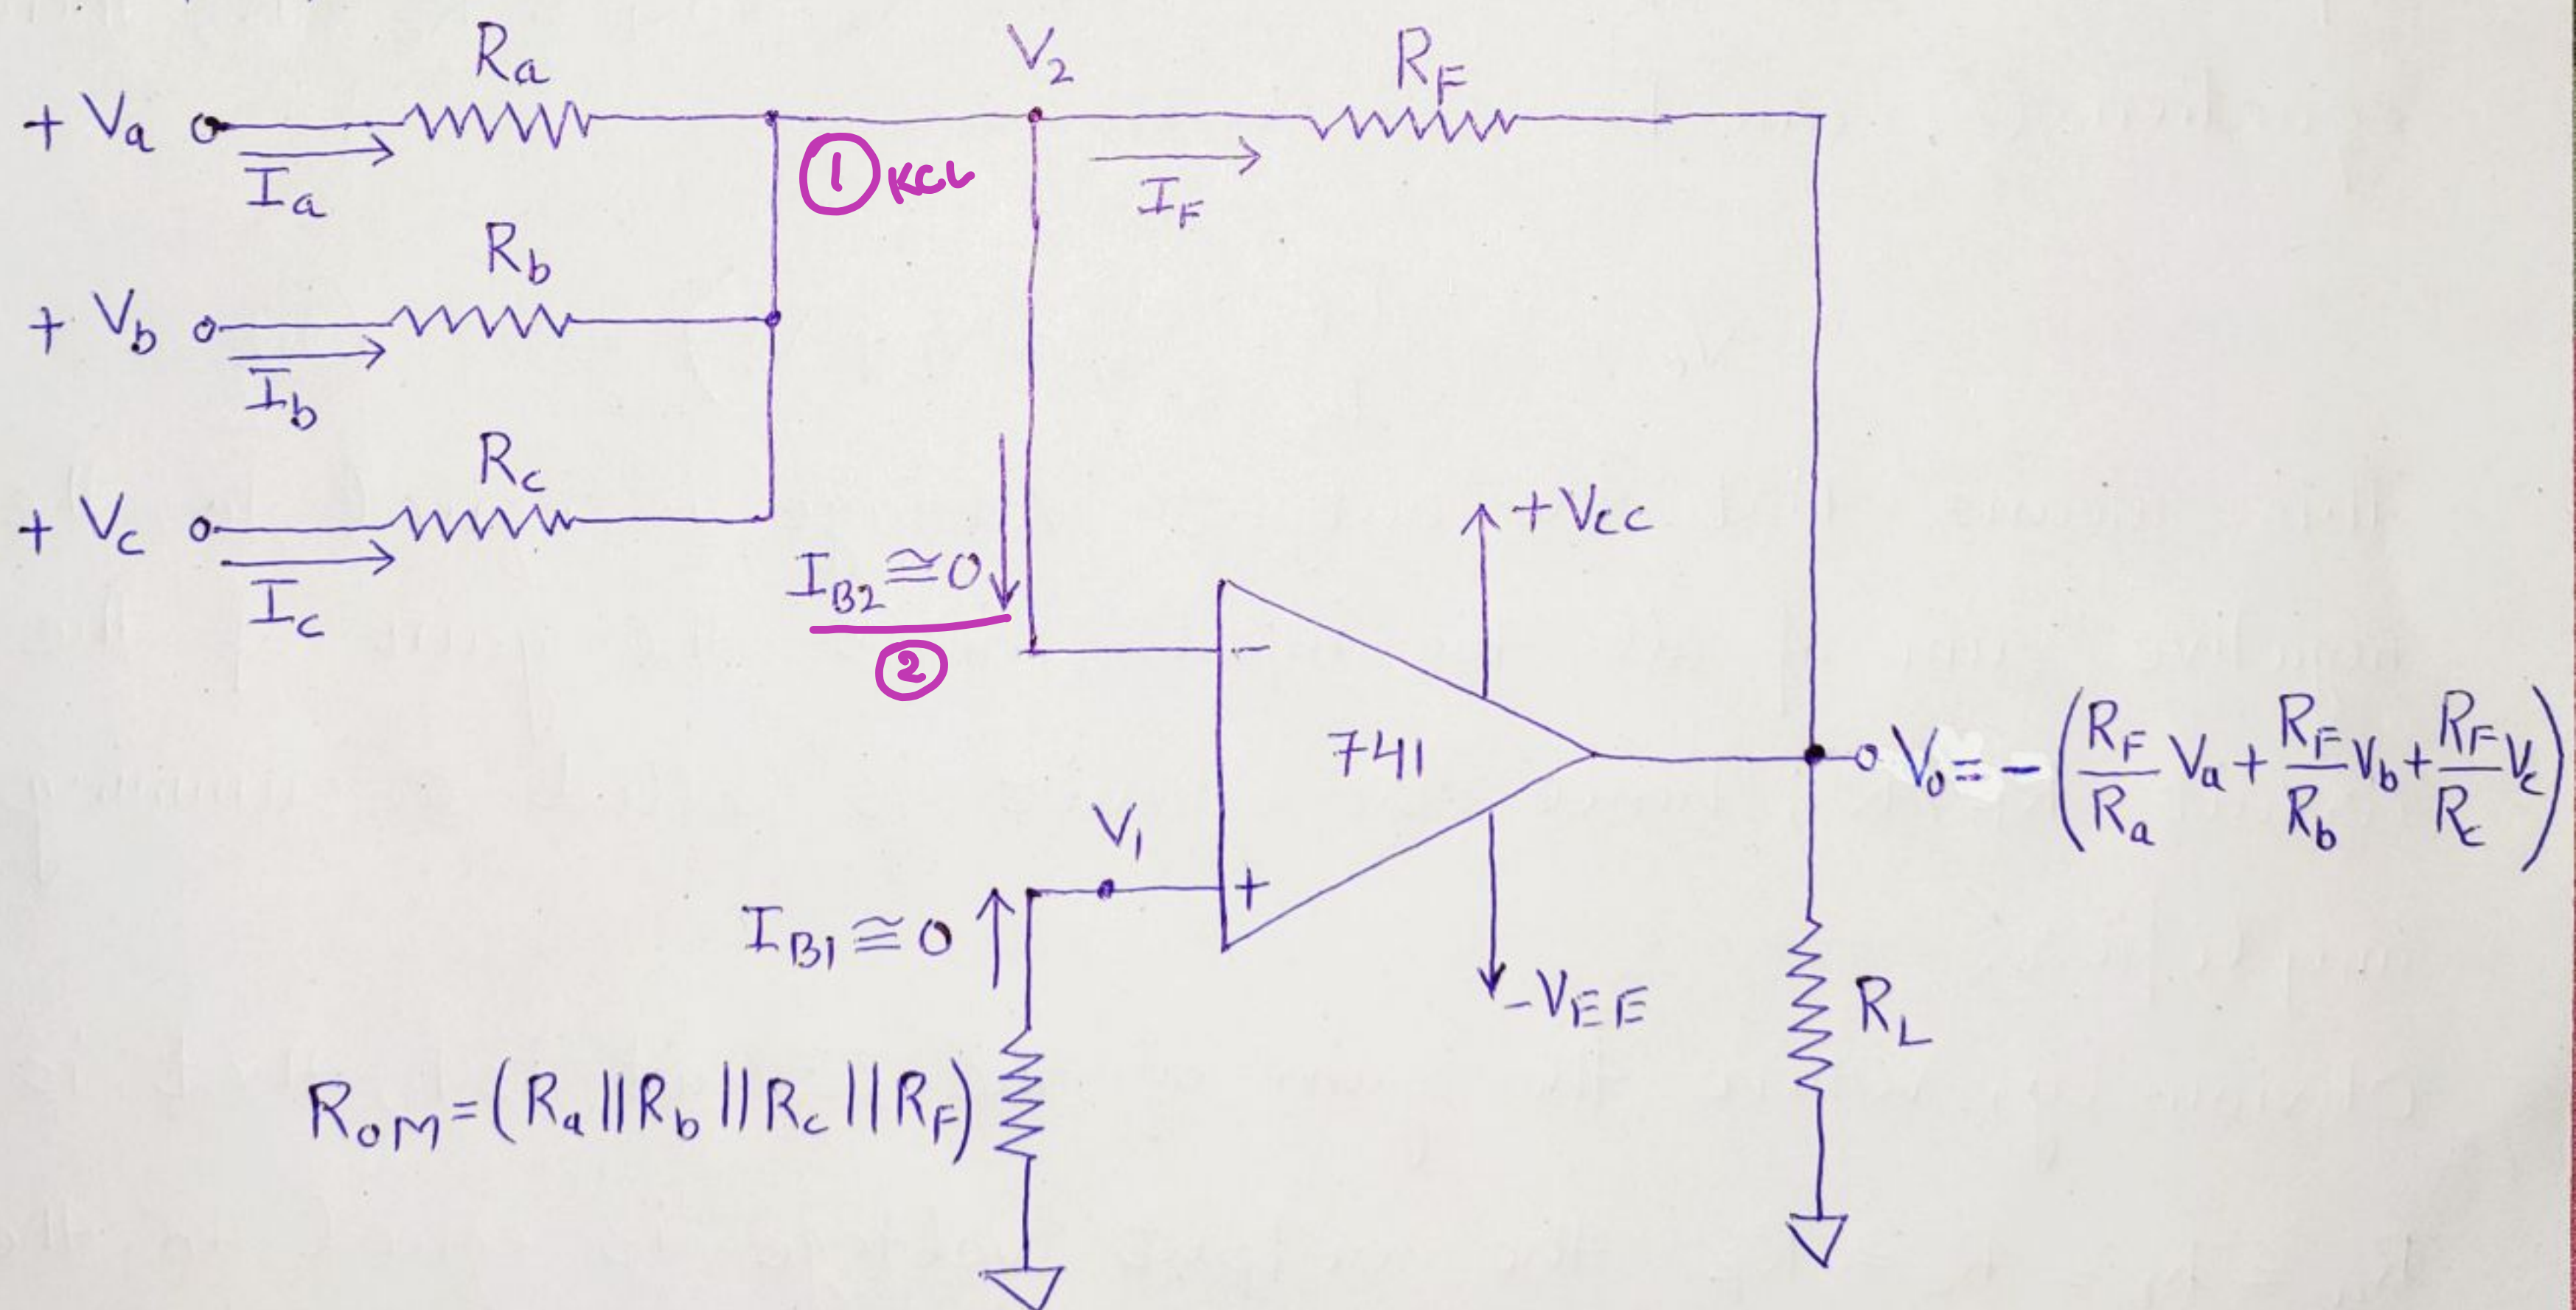 Ra
V2
RF
+ Va
Ia
① KCL
IF
Rb
+ Vb
Ib
Rc
+ Vc
Ic
IB2 ≅ 0
②
+VCC
-
741
Vo = - (RF/Ra Va + RF/Rb Vb + RF/Rc Vc)
V1
+
IB1 ≅ 0
-VEE
RL
ROM = (Ra || Rb || Rc || RF)